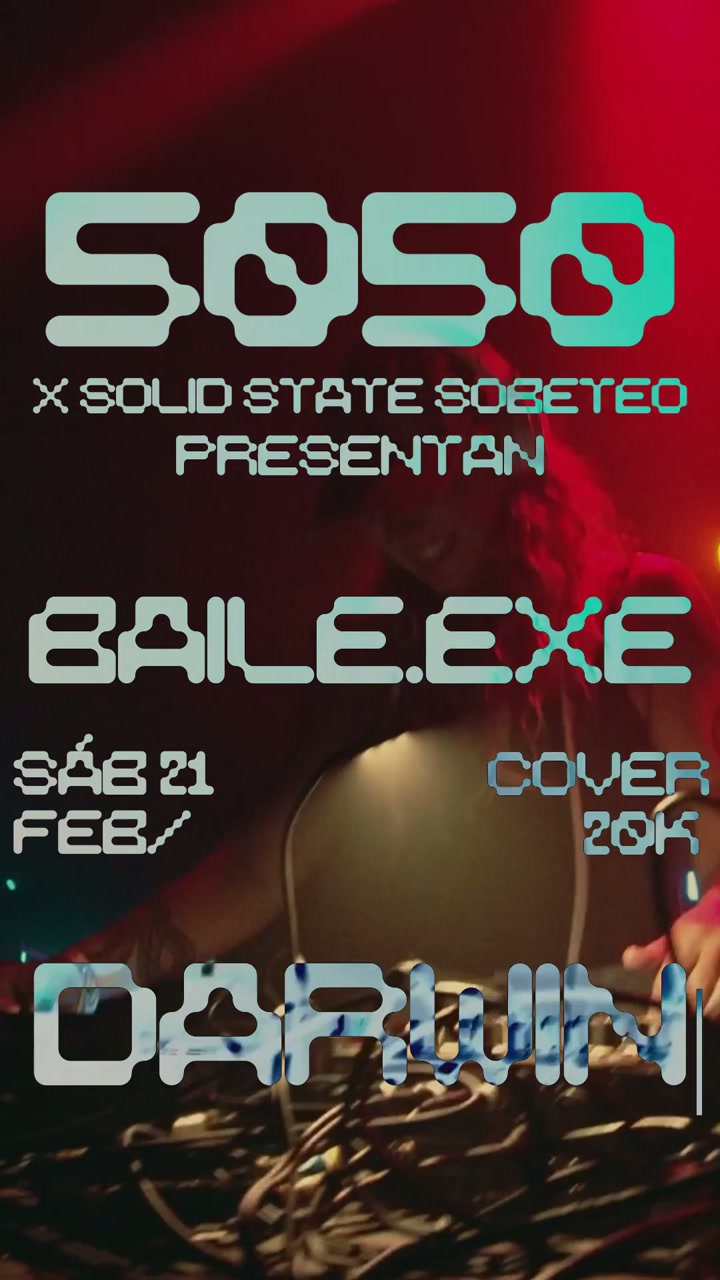 SOSO
X SOLID STATE SOBETEO
PRESENTAN
BAILE.EXE
SÁB 21
FEB/
COVER
20K
DARWIN